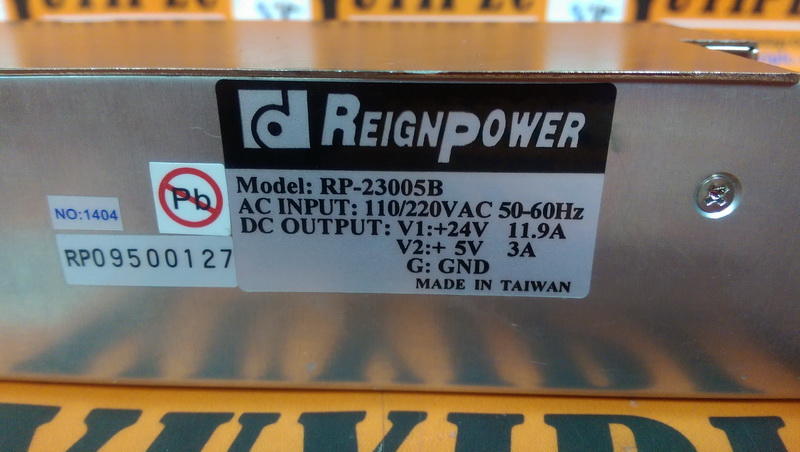 REIGNPOWER
Model: RP-23005B
AC INPUT: 110/220VAC 50-60Hz
DC OUTPUT: V1:+24V 11.9A
V2:+ 5V 3A
G: GND
MADE IN TAIWAN
Pb
NO:1404
RP09500127